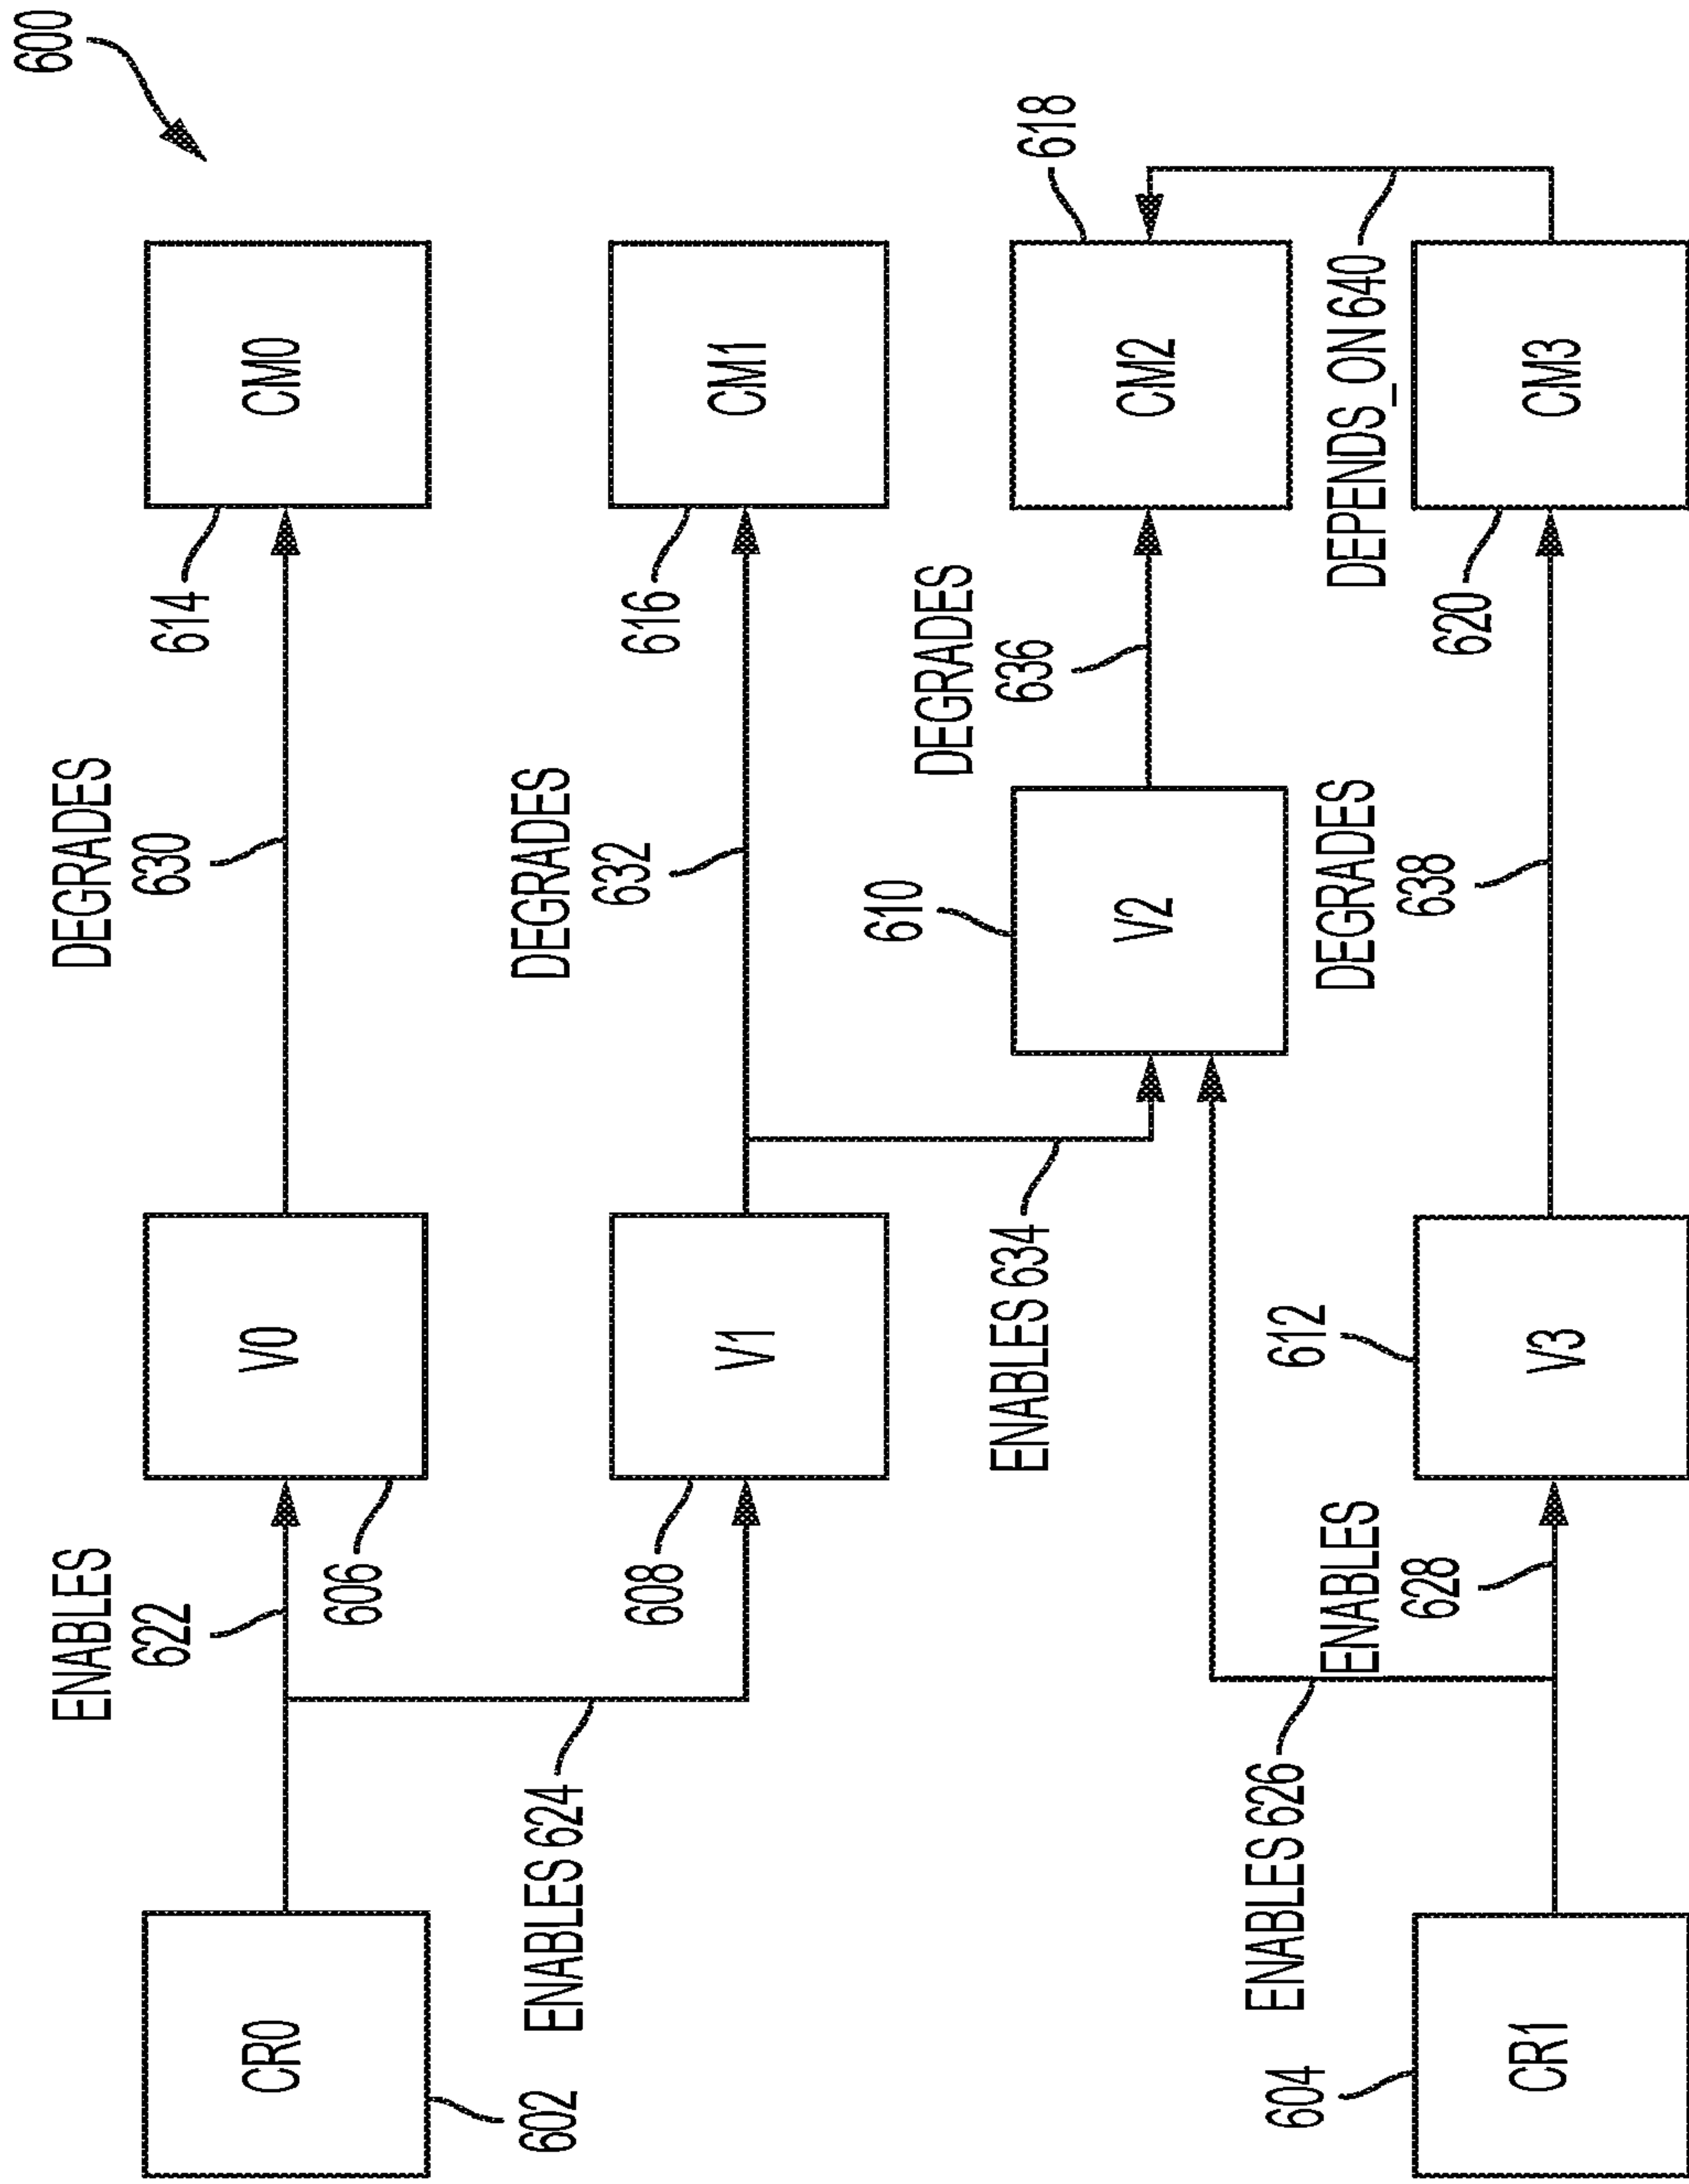 600
ENABLES
622
DEGRADES
630
CR0
V0
CM0
602
606
614
ENABLES 624
608
DEGRADES
632
616
V1
CM1
ENABLES 634
610
DEGRADES
636
618
V2
CM2
ENABLES 626
604
ENABLES
628
612
DEGRADES
638
DEPENDS_ON 640
620
CR1
V3
CM3